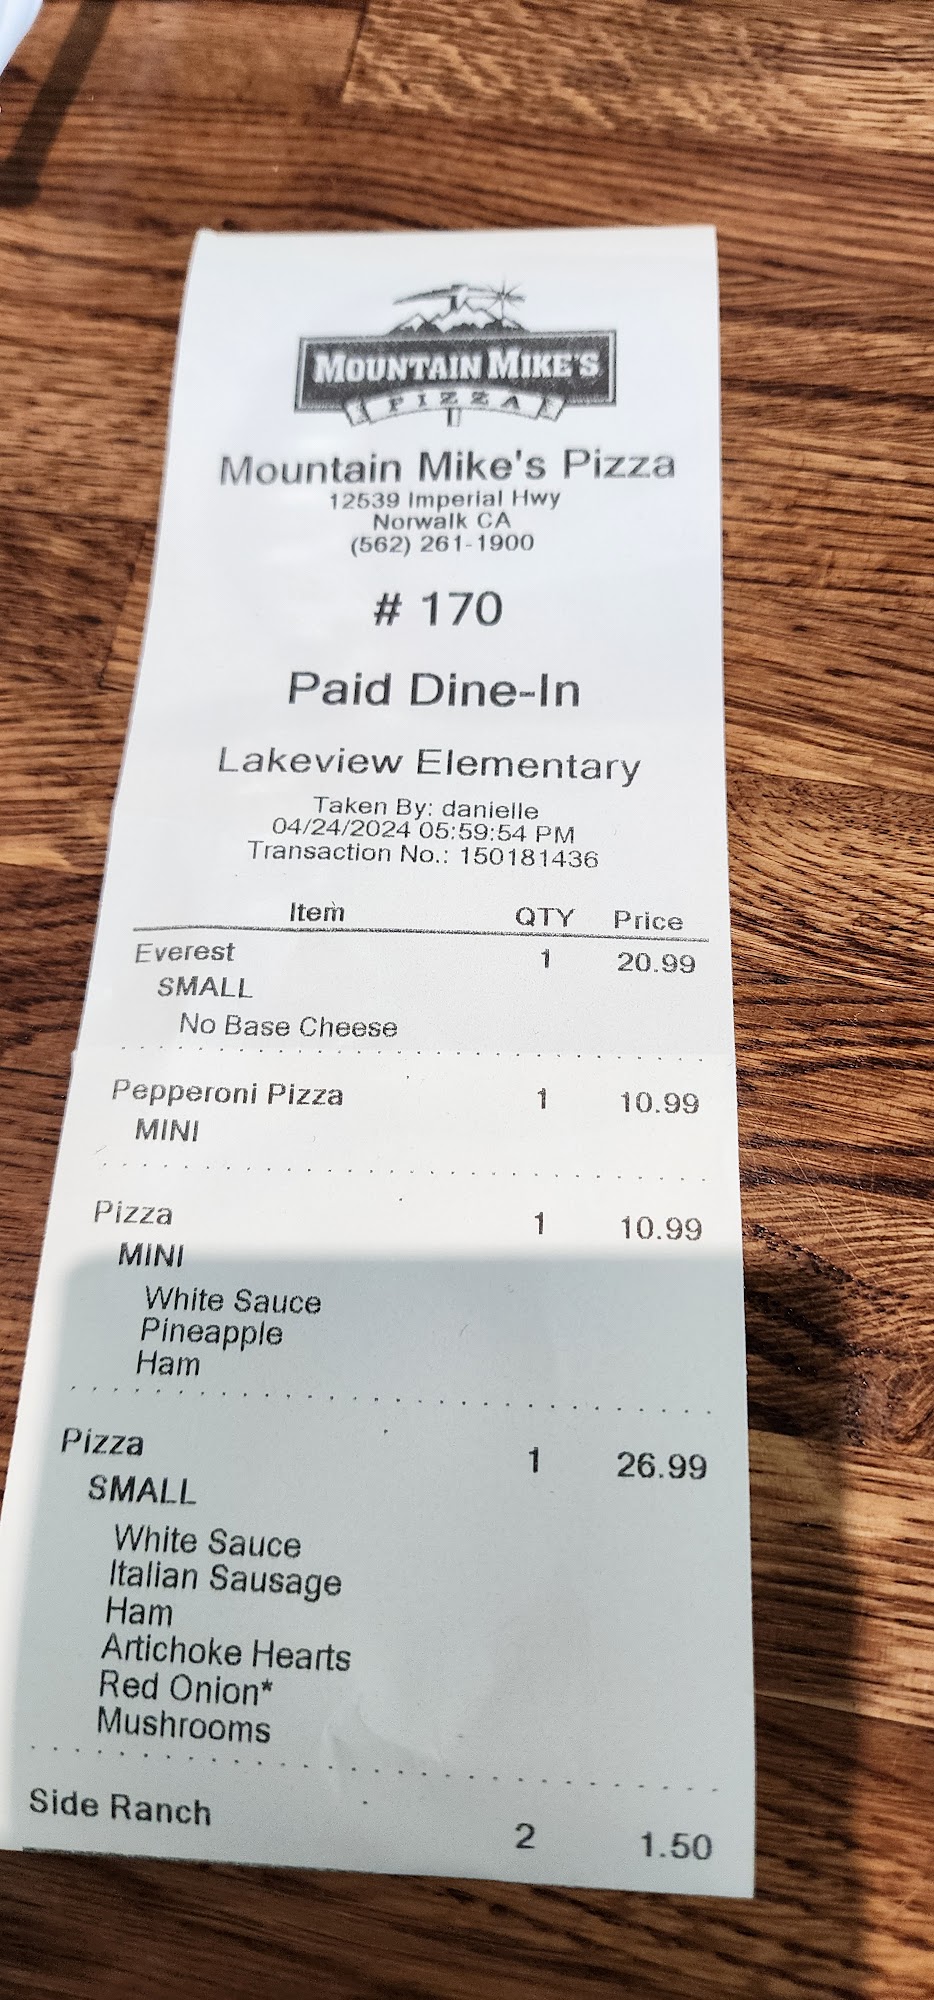 MOUNTAIN MIKE'S
PIZZA
Mountain Mike's Pizza
12539 Imperial Hwy
Norwalk CA
(562) 261-1900
# 170
Paid Dine-In
Lakeview Elementary
Taken By: danielle
04/24/2024 05:59:54 PM
Transaction No.: 150181436
Item QTY Price
Everest 1 20.99
SMALL
No Base Cheese
Pepperoni Pizza 1 10.99
MINI
Pizza 1 10.99
MINI
White Sauce
Pineapple
Ham
Pizza 1 26.99
SMALL
White Sauce
Italian Sausage
Ham
Artichoke Hearts
Red Onion*
Mushrooms
Side Ranch 2 1.50